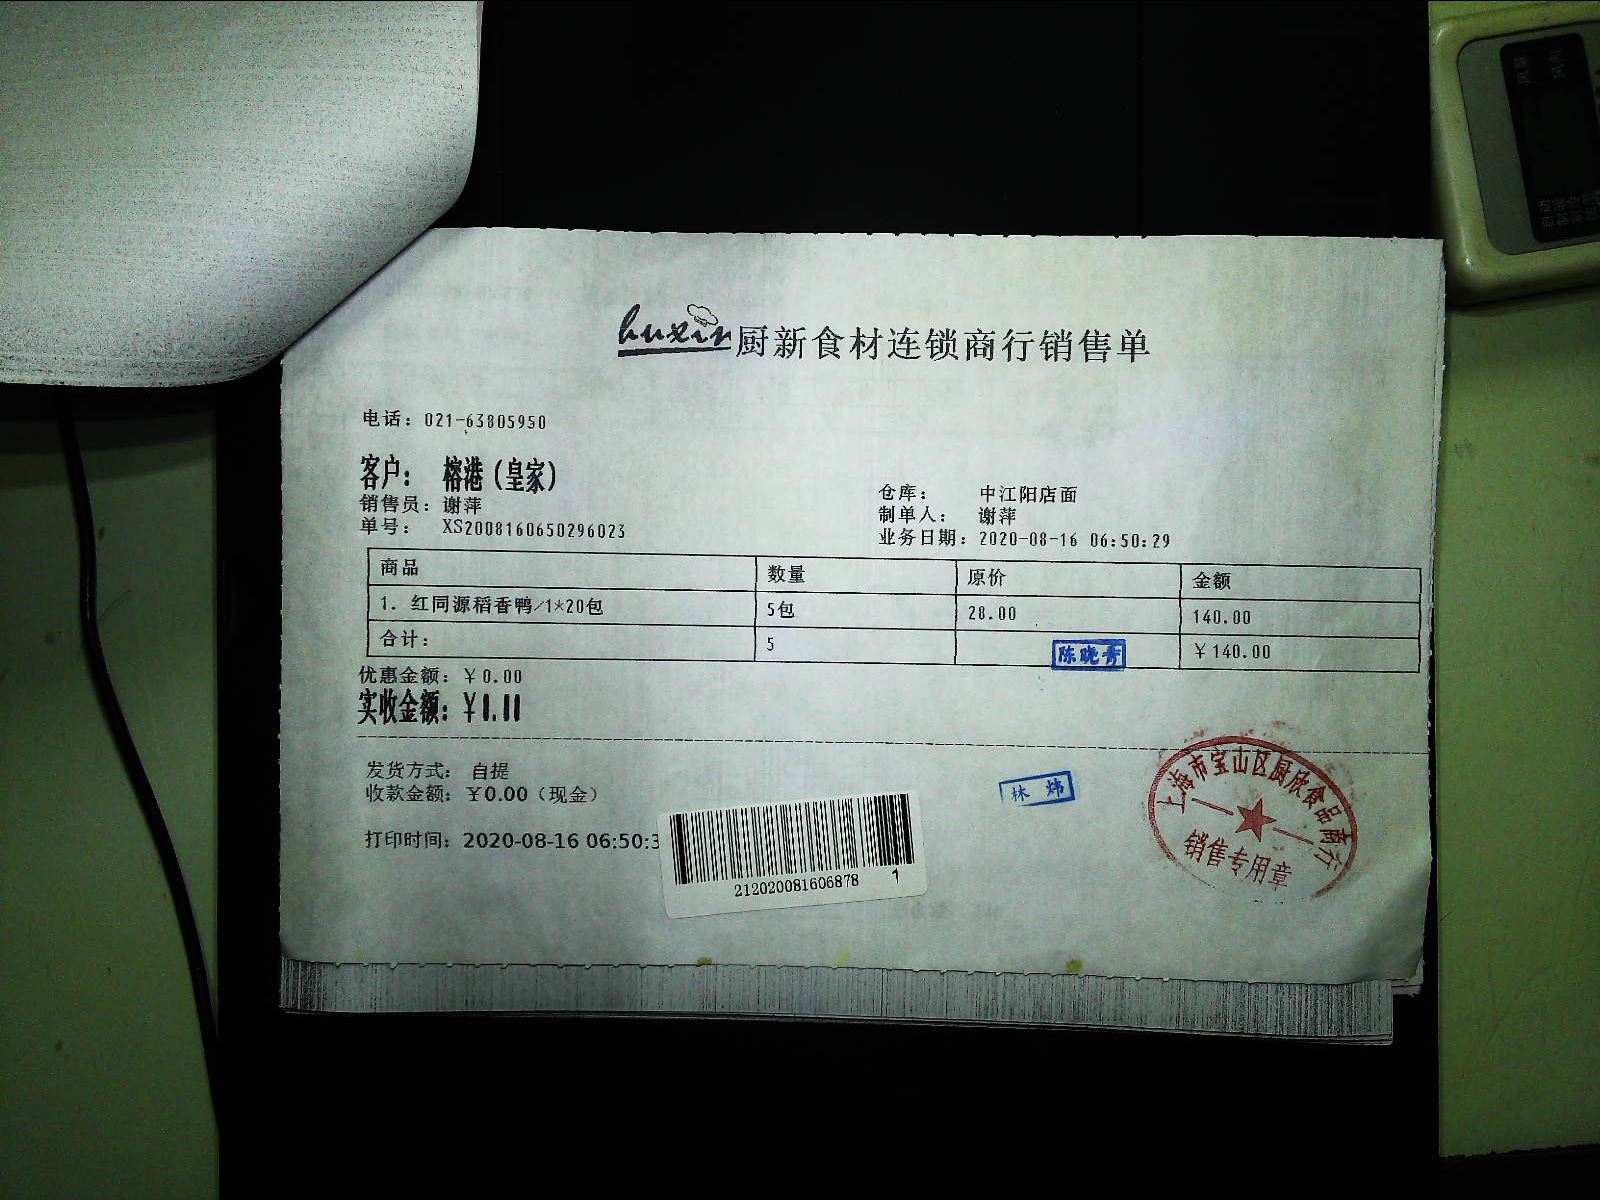 huxin厨新食材连锁商行销售单
电话：021-63805950
客户： 榕港（皇家）
销售员：谢萍
单号： XS2008160650296023
仓库： 中江阳店面
制单人： 谢萍
业务日期：2020-08-16 06:50:29
商品 数量 原价 金额
1. 红同源稻香鸭/1*20包 5包 28.00 140.00
合计： 5 ￥140.00
陈晓青
优惠金额：￥0.00
实收金额：
发货方式： 自提
收款金额：￥0.00（现金）
林炜
打印时间：2020-08-16 06:50:3
212020081606878 1
上海市宝山区厨欣食品商行
销售专用章